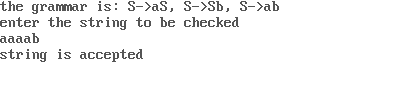 the grammar is: S->aS, S->Sb, S->ab
enter the string to be checked
aaaab
string is accepted